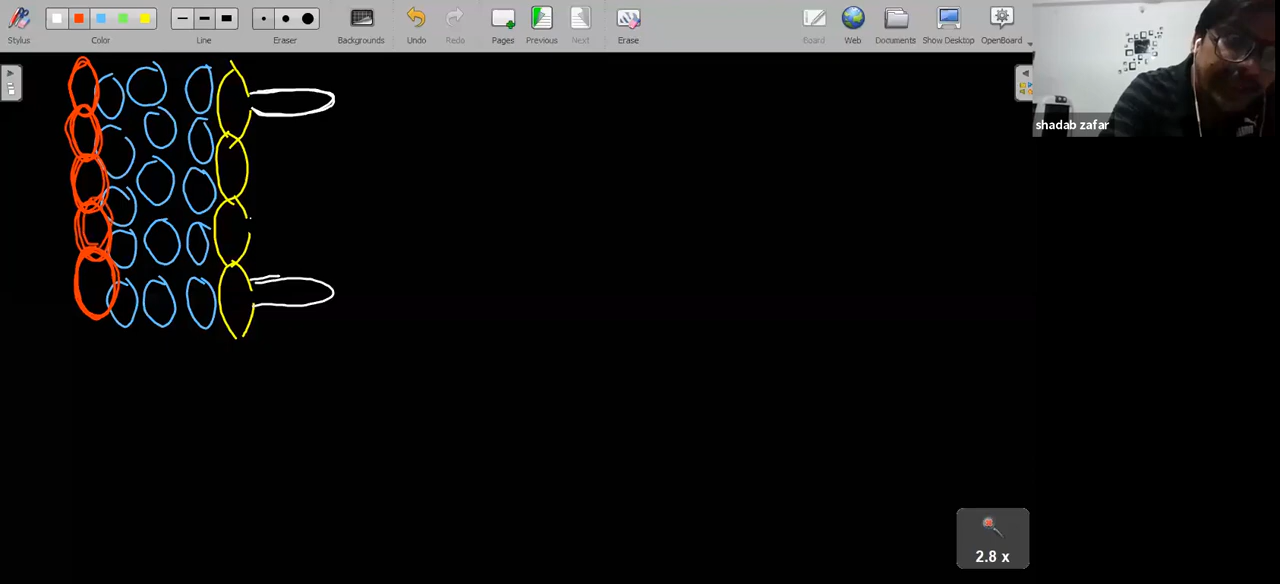 Stylus Color Line Eraser Backgrounds Undo Redo Pages Previous Next Erase Board Web Documents Show Desktop OpenBoard
shadab zafar
2.8 x